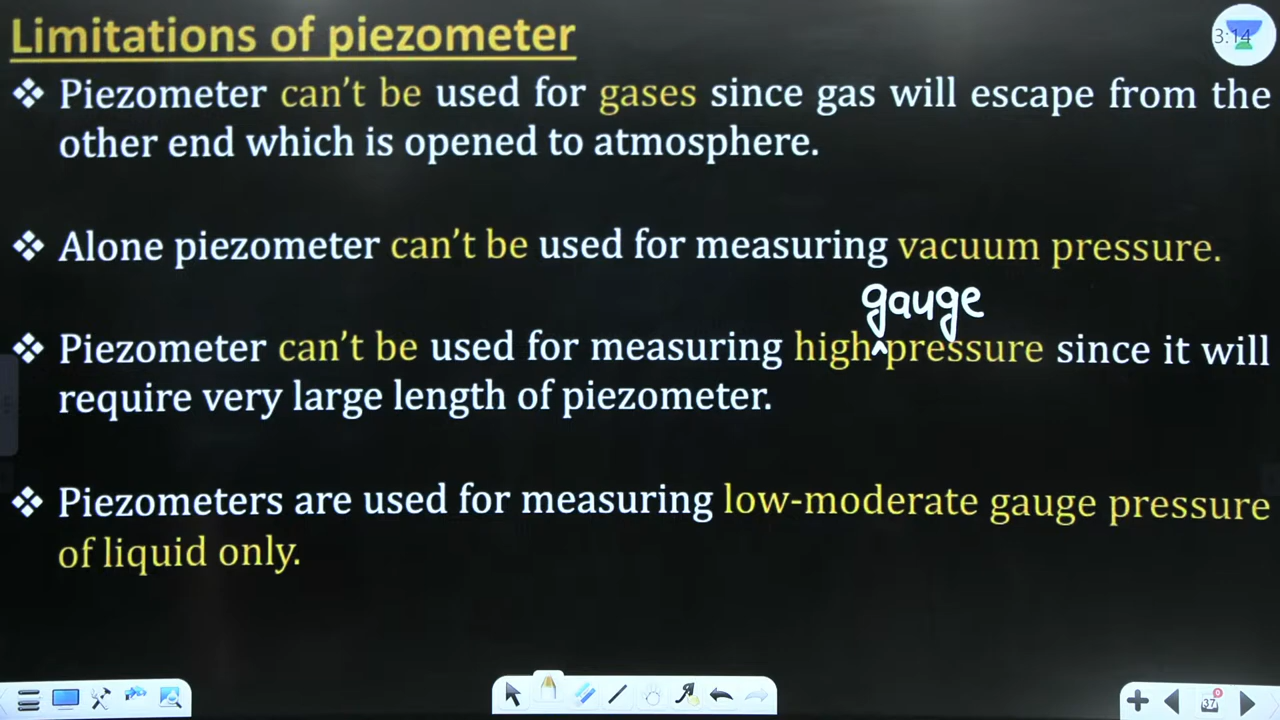 Limitations of piezometer
3:14
❖ Piezometer can't be used for gases since gas will escape from the
other end which is opened to atmosphere.
❖ Alone piezometer can't be used for measuring vacuum pressure.
gauge
❖ Piezometer can't be used for measuring high^pressure since it will
require very large length of piezometer.
❖ Piezometers are used for measuring low-moderate gauge pressure
of liquid only.
37